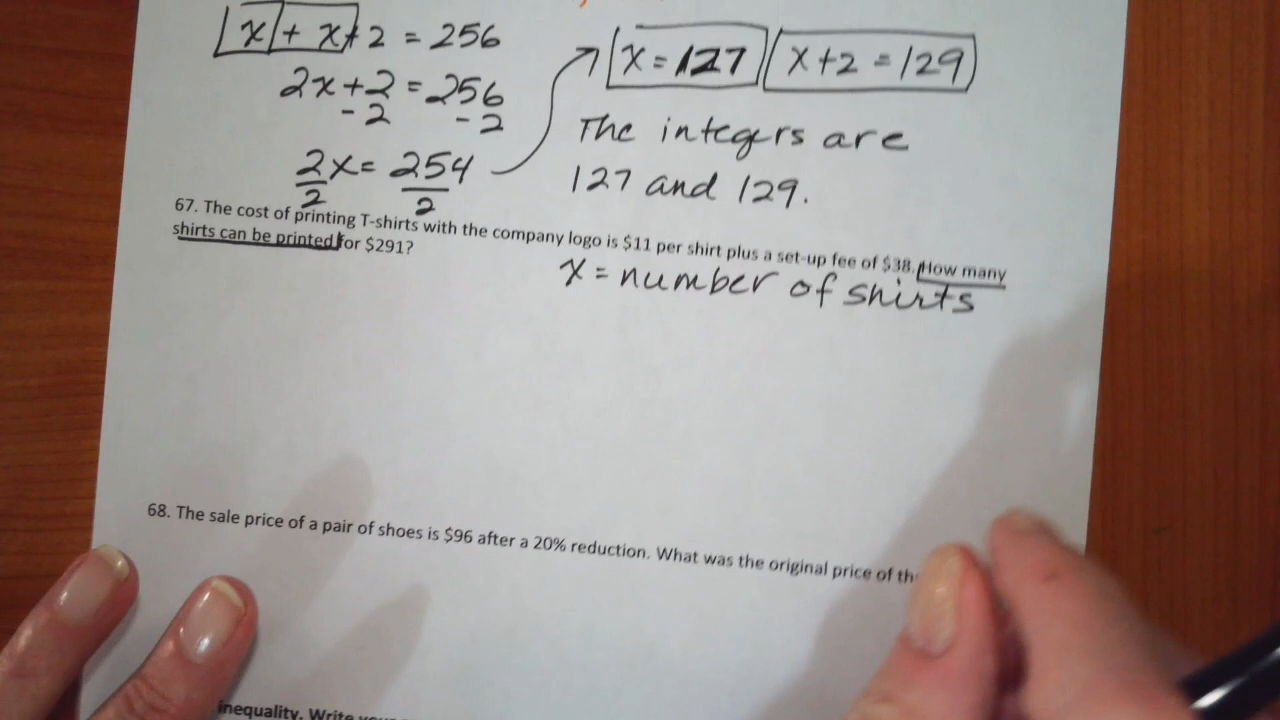 x + x + 2 = 256
2x + 2 = 256
- 2 - 2
2x = 254
2 2
x = 127 x + 2 = 129
The integrs are
127 and 129.
67. The cost of printing T-shirts with the company logo is $11 per shirt plus a set-up fee of $38. How many
shirts can be printed for $291?
x = number of shirts
68. The sale price of a pair of shoes is $96 after a 20% reduction. What was the original price of
inequality. Write